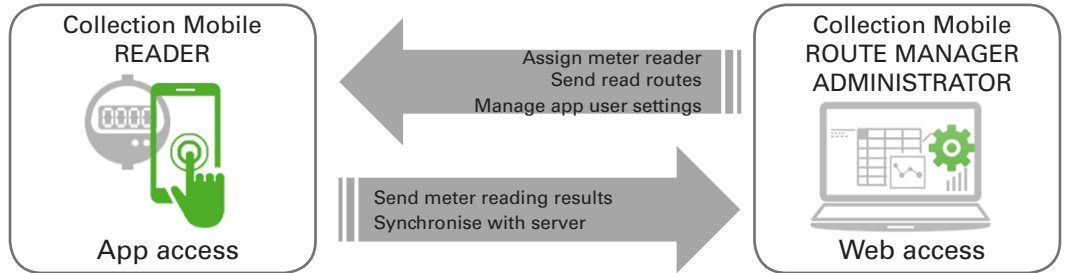 Collection Mobile
READER
0000
App access
Assign meter reader
Send read routes
Manage app user settings
Send meter reading results
Synchronise with server
Collection Mobile
ROUTE MANAGER
ADMINISTRATOR
Web access